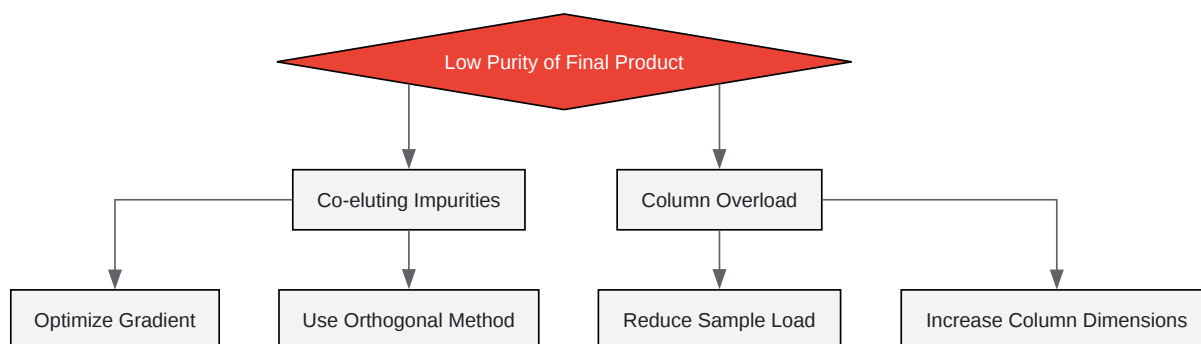 Low Purity of Final Product
Co-eluting Impurities
Column Overload
Optimize Gradient
Use Orthogonal Method
Reduce Sample Load
Increase Column Dimensions